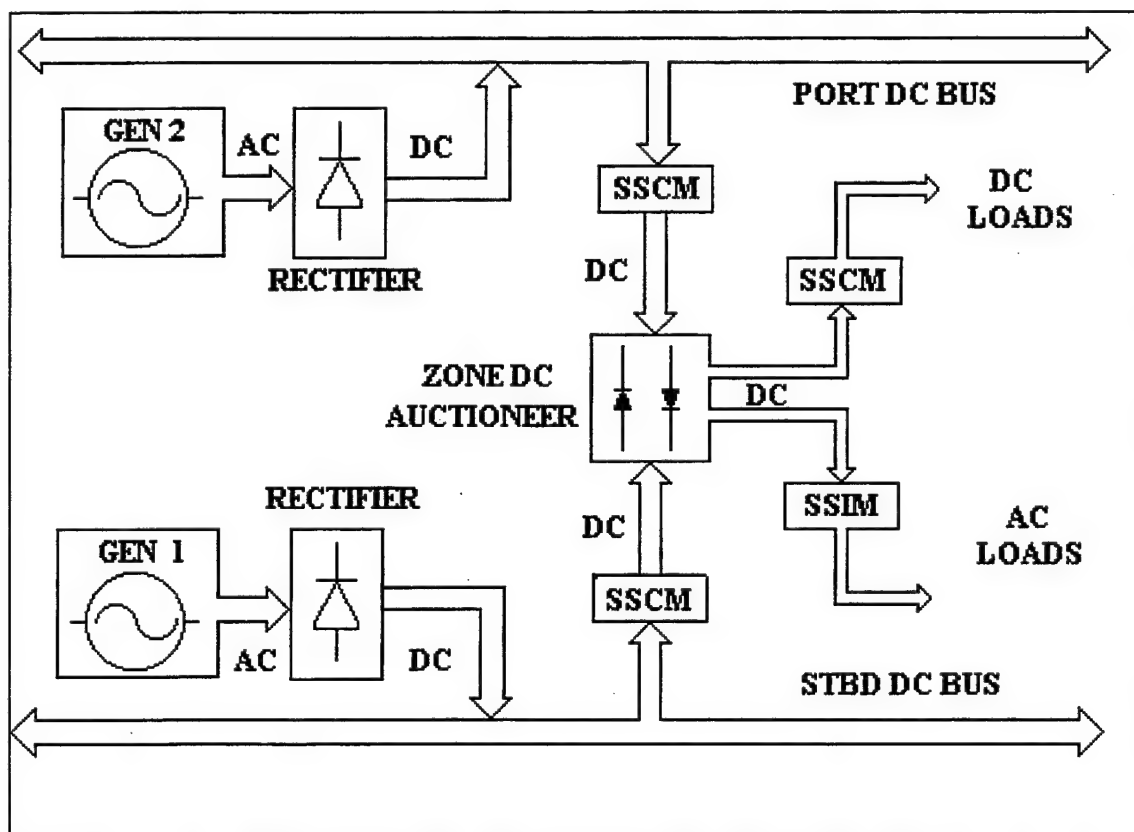 PORT DC BUS
GEN 2
AC
DC
RECTIFIER
SSCM
DC
LOADS
DC
SSCM
ZONE DC
AUCTIONEER
DC
RECTIFIER
SSIM
DC
AC
LOADS
GEN 1
SSCM
AC
DC
STBD DC BUS